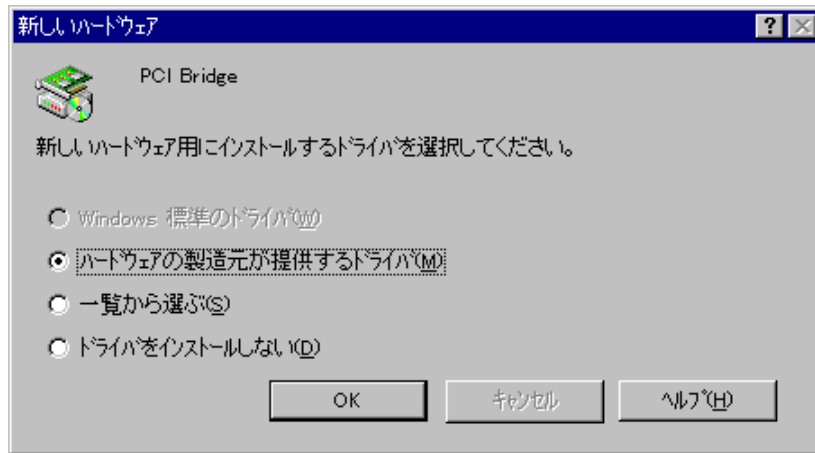 新しいﾊｰﾄﾞｳｪｱ
PCI Bridge
新しいﾊｰﾄﾞｳｪｱ用にｲﾝｽﾄｰﾙするﾄﾞﾗｲﾊﾞを選択してください。
Windows 標準のﾄﾞﾗｲﾊﾞ(W)
ﾊｰﾄﾞｳｪｱの製造元が提供するﾄﾞﾗｲﾊﾞ(M)
一覧から選ぶ(S)
ﾄﾞﾗｲﾊﾞをｲﾝｽﾄｰﾙしない(D)
OK ｷｬﾝｾﾙ ﾍﾙﾌﾟ(H)